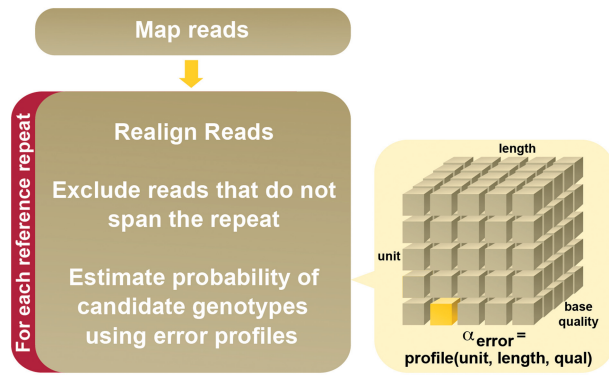 Map reads
For each reference repeat
Realign Reads
Exclude reads that do not
span the repeat
Estimate probability of
candidate genotypes
using error profiles
length
unit
base
quality
α error =
profile(unit, length, qual)